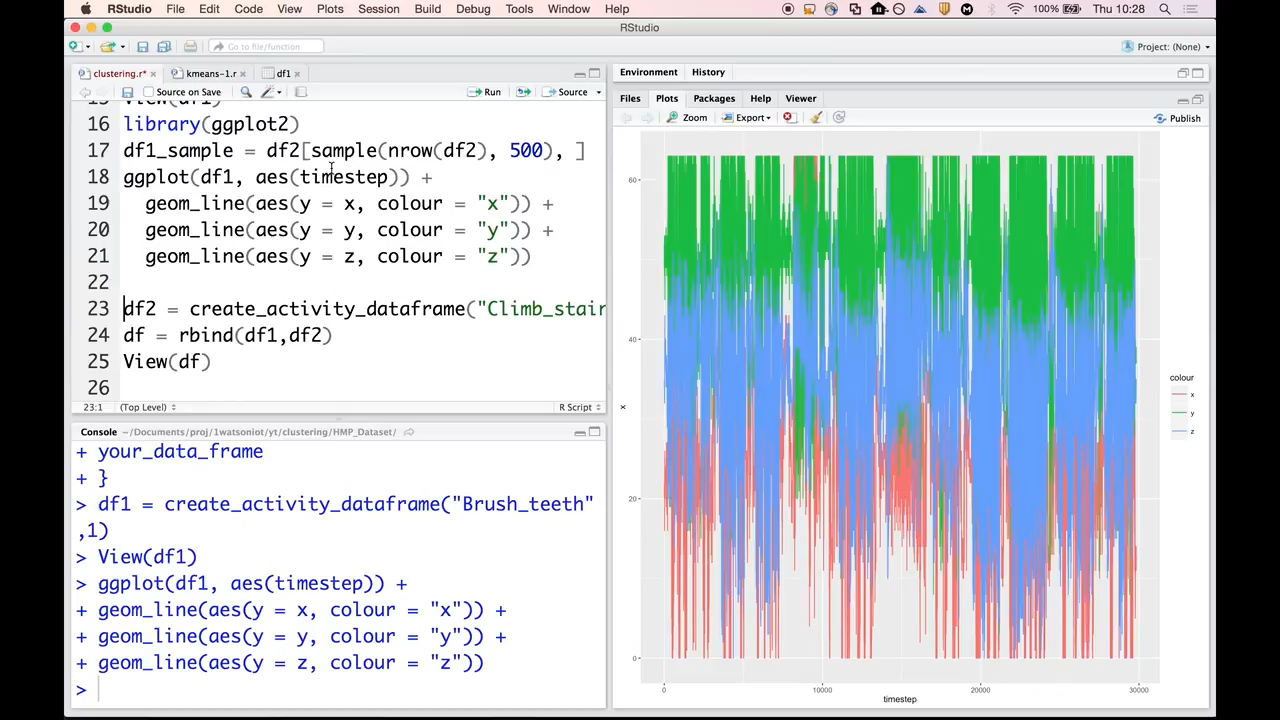 RStudio File Edit Code View Plots Session Build Debug Tools Window Help 100% Thu 10:28
RStudio
Go to file/function
Project: (None)
clustering.r* kmeans-1.r df1
Source on Save Run Source
15 View(df1)
16 library(ggplot2)
17 df1_sample = df2[sample(nrow(df2), 500), ]
18 ggplot(df1, aes(timestep)) +
19 geom_line(aes(y = x, colour = "x")) +
20 geom_line(aes(y = y, colour = "y")) +
21 geom_line(aes(y = z, colour = "z"))
22
23 df2 = create_activity_dataframe("Climb_stair
24 df = rbind(df1,df2)
25 View(df)
26
23:1 (Top Level) R Script
Console ~/Documents/proj/1watsoniot/yt/clustering/HMP_Dataset/
+ your_data_frame
+ }
> df1 = create_activity_dataframe("Brush_teeth"
,1)
> View(df1)
> ggplot(df1, aes(timestep)) +
+ geom_line(aes(y = x, colour = "x")) +
+ geom_line(aes(y = y, colour = "y")) +
+ geom_line(aes(y = z, colour = "z"))
>
Environment History
Files Plots Packages Help Viewer
Zoom Export Publish
60
40
20
0
x
0 10000 20000 30000
timestep
colour
x
y
z